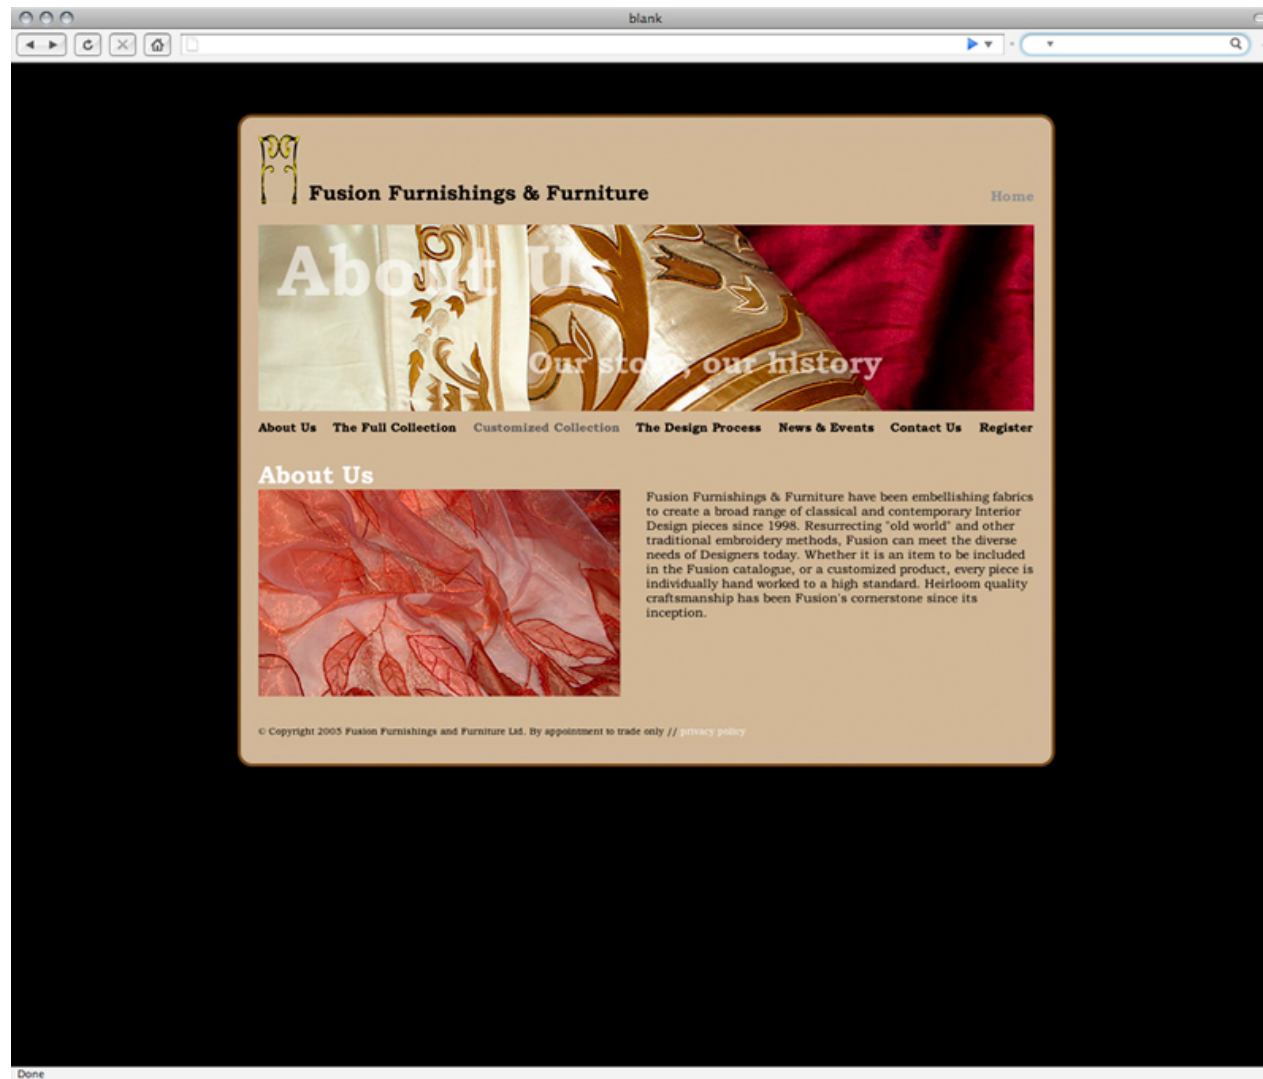 blank
Fusion Furnishings & Furniture
Home
About Us
Our story, our history
About Us The Full Collection Customized Collection The Design Process News & Events Contact Us Register
About Us
Fusion Furnishings & Furniture have been embellishing fabrics
to create a broad range of classical and contemporary Interior
Design pieces since 1998. Resurrecting "old world" and other
traditional embroidery methods, Fusion can meet the diverse
needs of Designers today. Whether it is an item to be included
in the Fusion catalogue, or a customized product, every piece is
individually hand worked to a high standard. Heirloom quality
craftsmanship has been Fusion's cornerstone since its
inception.
© Copyright 2005 Fusion Furnishings and Furniture Ltd. By appointment to trade only // privacy policy
Done